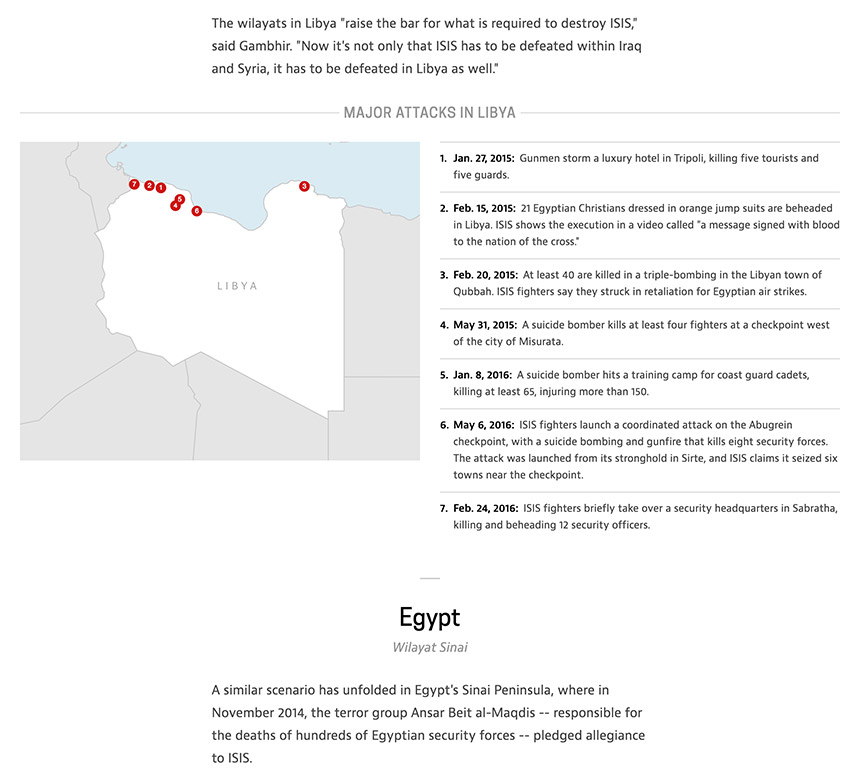 The wilayats in Libya "raise the bar for what is required to destroy ISIS,"
said Gambhir. "Now it's not only that ISIS has to be defeated within Iraq
and Syria, it has to be defeated in Libya as well."
MAJOR ATTACKS IN LIBYA
7 2 1
5
4
6
3
LIBYA
1. Jan. 27, 2015: Gunmen storm a luxury hotel in Tripoli, killing five tourists and
five guards.
2. Feb. 15, 2015: 21 Egyptian Christians dressed in orange jump suits are beheaded
in Libya. ISIS shows the execution in a video called "a message signed with blood
to the nation of the cross."
3. Feb. 20, 2015: At least 40 are killed in a triple-bombing in the Libyan town of
Qubbah. ISIS fighters say they struck in retaliation for Egyptian air strikes.
4. May 31, 2015: A suicide bomber kills at least four fighters at a checkpoint west
of the city of Misurata.
5. Jan. 8, 2016: A suicide bomber hits a training camp for coast guard cadets,
killing at least 65, injuring more than 150.
6. May 6, 2016: ISIS fighters launch a coordinated attack on the Abugrein
checkpoint, with a suicide bombing and gunfire that kills eight security forces.
The attack was launched from its stronghold in Sirte, and ISIS claims it seized six
towns near the checkpoint.
7. Feb. 24, 2016: ISIS fighters briefly take over a security headquarters in Sabratha,
killing and beheading 12 security officers.
Egypt
Wilayat Sinai
A similar scenario has unfolded in Egypt's Sinai Peninsula, where in
November 2014, the terror group Ansar Beit al-Maqdis -- responsible for
the deaths of hundreds of Egyptian security forces -- pledged allegiance
to ISIS.